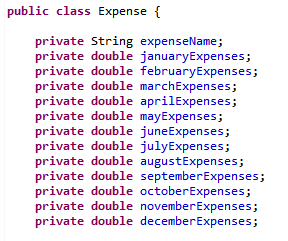 public class Expense {
private String expenseName;
private double januaryExpenses;
private double februaryExpenses;
private double marchExpenses;
private double aprilExpenses;
private double mayExpenses;
private double juneExpenses;
private double julyExpenses;
private double augustExpenses;
private double septemberExpenses;
private double octoberExpenses;
private double novemberExpenses;
private double decemberExpenses;